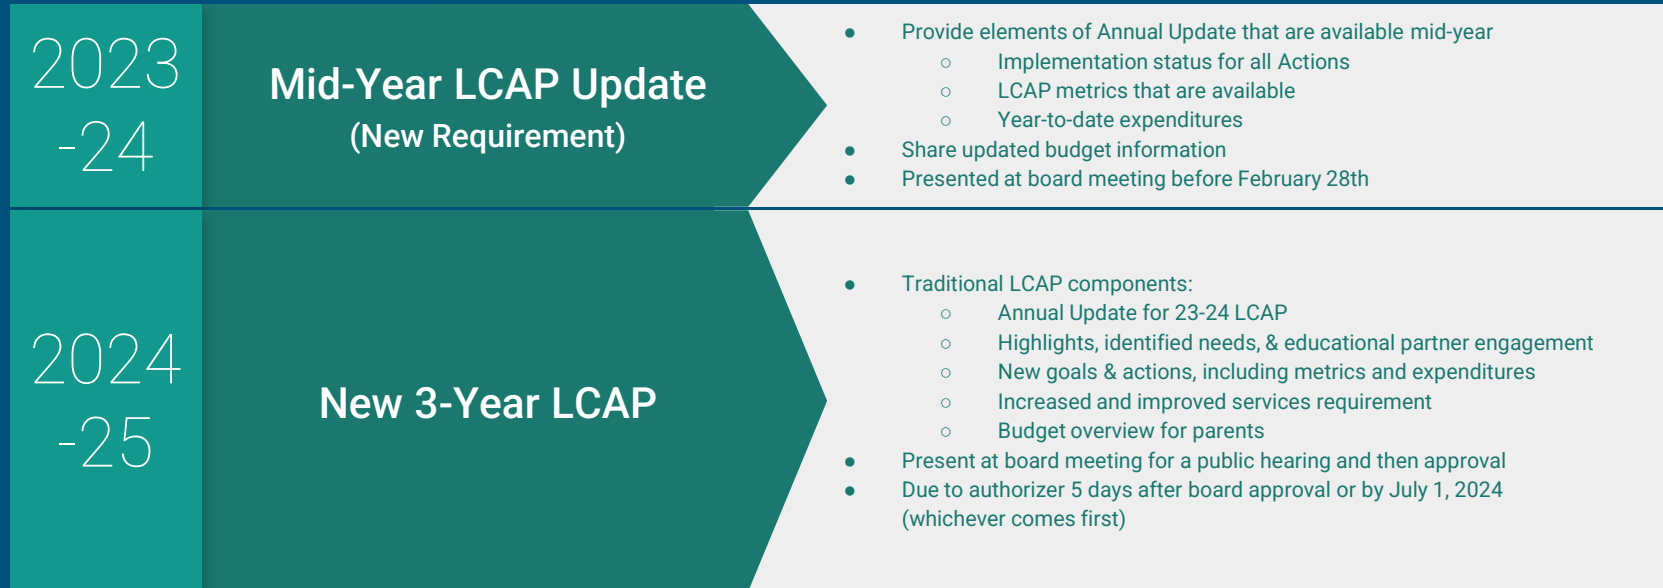 2023
-24
Mid-Year LCAP Update
(New Requirement)
● Provide elements of Annual Update that are available mid-year
○ Implementation status for all Actions
○ LCAP metrics that are available
○ Year-to-date expenditures
● Share updated budget information
● Presented at board meeting before February 28th
2024
-25
New 3-Year LCAP
● Traditional LCAP components:
○ Annual Update for 23-24 LCAP
○ Highlights, identified needs, & educational partner engagement
○ New goals & actions, including metrics and expenditures
○ Increased and improved services requirement
○ Budget overview for parents
● Present at board meeting for a public hearing and then approval
● Due to authorizer 5 days after board approval or by July 1, 2024
(whichever comes first)